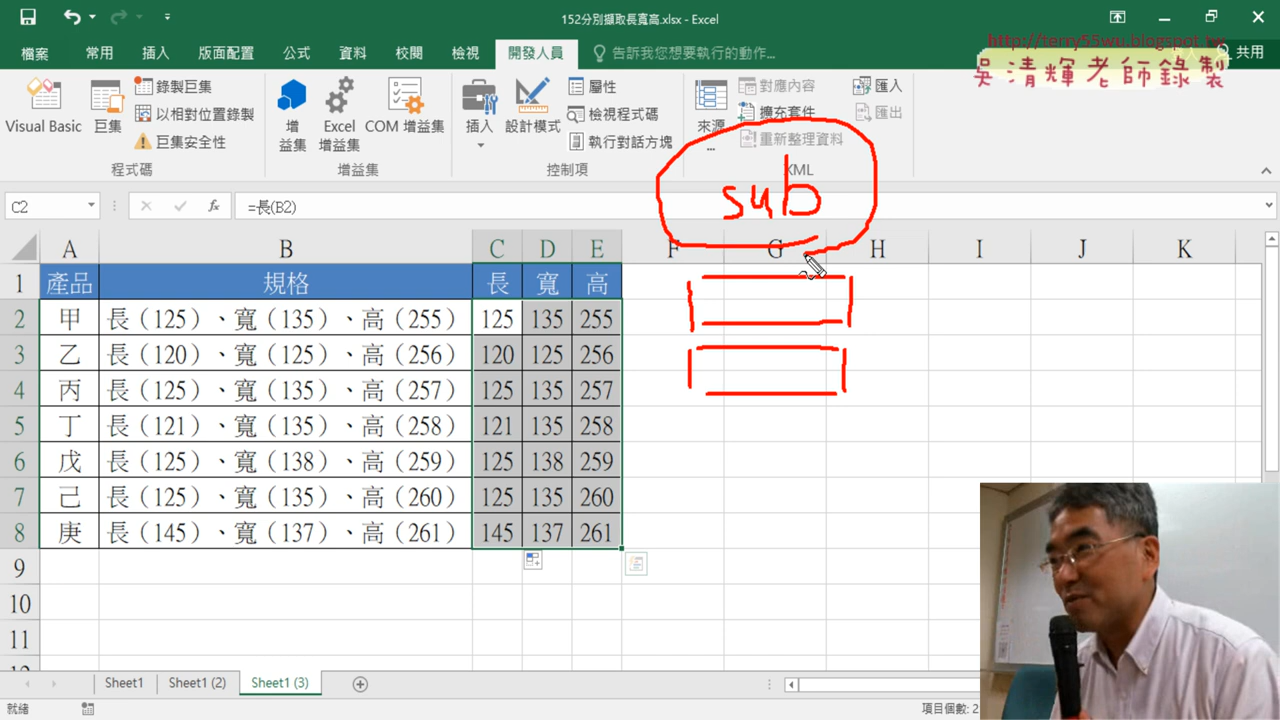 152分別擷取長寬高.xlsx - Excel
http://terry55wu.blogspot.tw
吳清輝老師錄製
檔案 常用 插入 版面配置 公式 資料 校閱 檢視 開發人員 告訴我您想要執行的動作... 共用
Visual Basic 巨集 錄製巨集 以相對位置錄製 巨集安全性
增益集 Excel 增益集 COM 增益集
插入 設計模式 屬性 檢視程式碼 執行對話方塊
來源... 對應內容 擴充套件 重新整理資料 匯入 匯出
程式碼 增益集 控制項 XML
sub
C2 fx =長(B2)
A B C D E F G H I J K
1 產品 規格 長 寬 高
2 甲 長（125）、寬（135）、高（255） 125 135 255
3 乙 長（120）、寬（125）、高（256） 120 125 256
4 丙 長（125）、寬（135）、高（257） 125 135 257
5 丁 長（121）、寬（135）、高（258） 121 135 258
6 戊 長（125）、寬（138）、高（259） 125 138 259
7 己 長（125）、寬（135）、高（260） 125 135 260
8 庚 長（145）、寬（137）、高（261） 145 137 261
9
10
11
Sheet1 Sheet1 (2) Sheet1 (3)
就緒 項目個數: 2